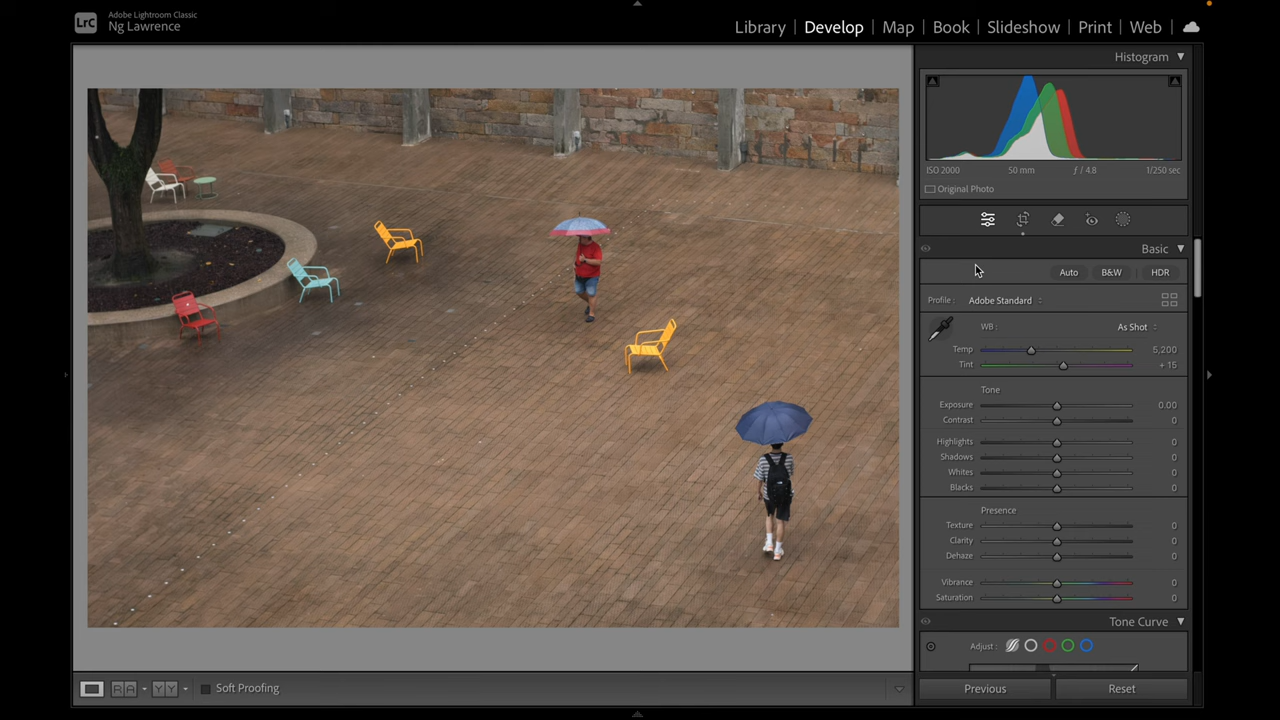 LrC
Adobe Lightroom Classic
Ng Lawrence
Library | Develop | Map | Book | Slideshow | Print | Web
Histogram
ISO 2000 50 mm ƒ / 4.8 1/250 sec
Original Photo
Basic
Auto B&W HDR
Profile : Adobe Standard
WB : As Shot
Temp 5,200
Tint + 15
Tone
Exposure 0.00
Contrast 0
Highlights 0
Shadows 0
Whites 0
Blacks 0
Presence
Texture 0
Clarity 0
Dehaze 0
Vibrance 0
Saturation 0
Tone Curve
Adjust :
R A Y Y Soft Proofing
Previous Reset